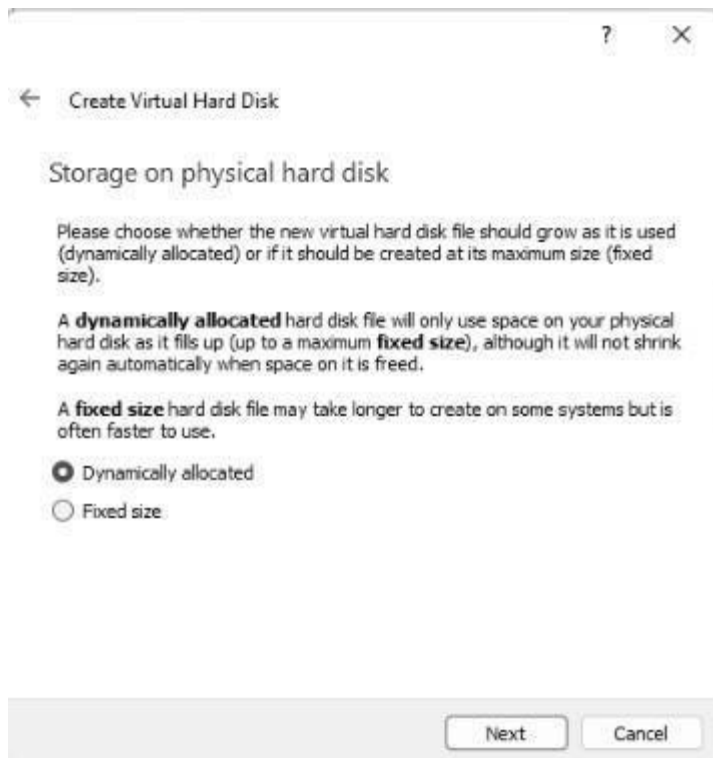 ?
Create Virtual Hard Disk
Storage on physical hard disk
Please choose whether the new virtual hard disk file should grow as it is used
(dynamically allocated) or if it should be created at its maximum size (fixed
size).
A dynamically allocated hard disk file will only use space on your physical
hard disk as it fills up (up to a maximum fixed size), although it will not shrink
again automatically when space on it is freed.
A fixed size hard disk file may take longer to create on some systems but is
often faster to use.
Dynamically allocated
Fixed size
Next Cancel